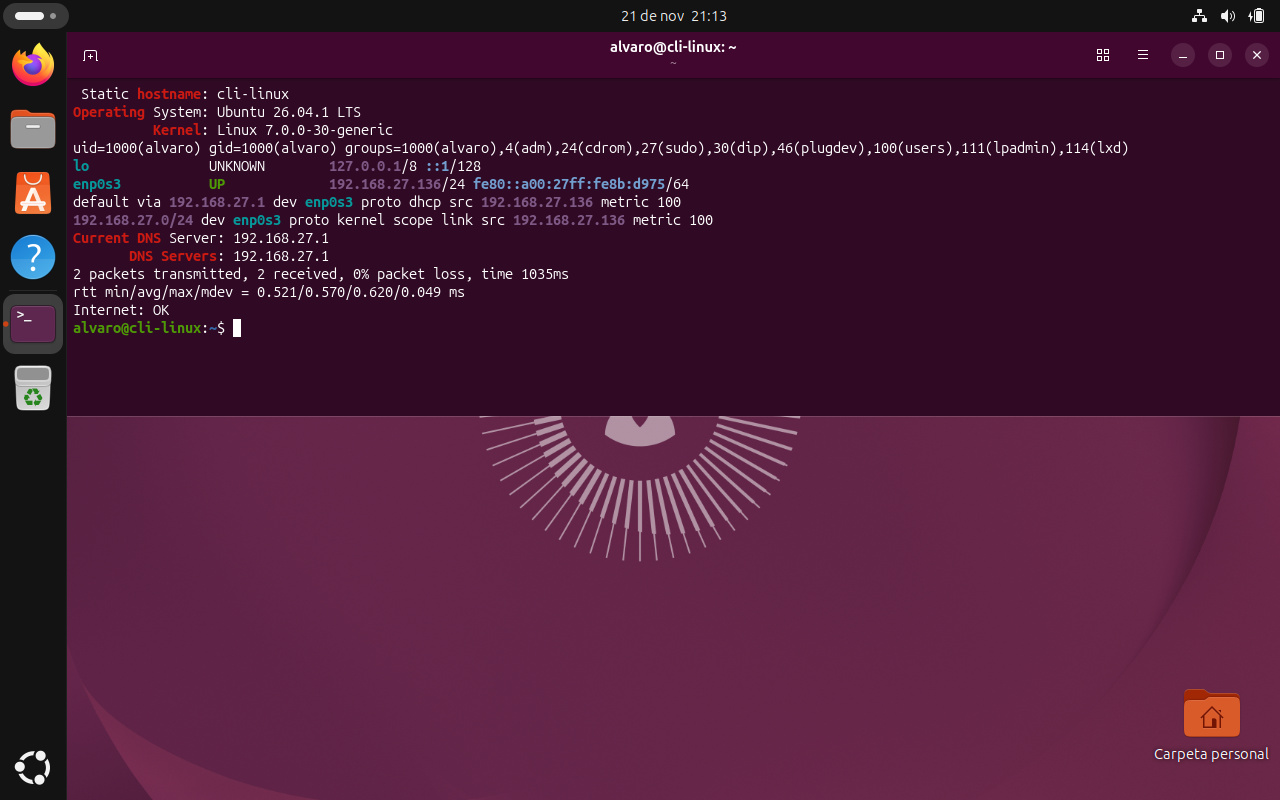 21 de nov 21:13
alvaro@cli-linux: ~
~
Static hostname: cli-linux
Operating System: Ubuntu 26.04.1 LTS
Kernel: Linux 7.0.0-30-generic
uid=1000(alvaro) gid=1000(alvaro) groups=1000(alvaro),4(adm),24(cdrom),27(sudo),30(dip),46(plugdev),100(users),111(lpadmin),114(lxd)
lo UNKNOWN 127.0.0.1/8 ::1/128
enp0s3 UP 192.168.27.136/24 fe80::a00:27ff:fe8b:d975/64
default via 192.168.27.1 dev enp0s3 proto dhcp src 192.168.27.136 metric 100
192.168.27.0/24 dev enp0s3 proto kernel scope link src 192.168.27.136 metric 100
Current DNS Server: 192.168.27.1
DNS Servers: 192.168.27.1
2 packets transmitted, 2 received, 0% packet loss, time 1035ms
rtt min/avg/max/mdev = 0.521/0.570/0.620/0.049 ms
Internet: OK
alvaro@cli-linux:~$
Carpeta personal